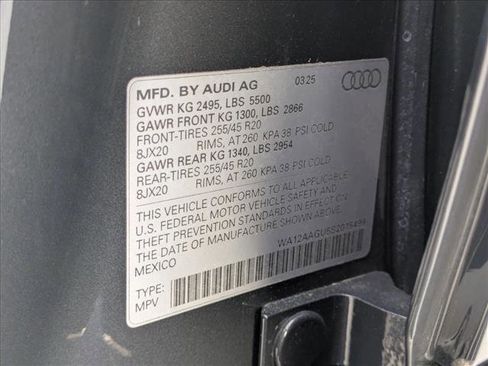 MFD. BY AUDI AG 03.25
GVWR KG 2495, LBS 5500
GAWR FRONT KG 1300, LBS 2866
FRONT-TIRES 255/45 R20
8JX20 RIMS, AT 260 KPA 38 PSI COLD
GAWR REAR KG 1340, LBS 2954
REAR-TIRES 255/45 R20
8JX20 RIMS, AT 260 KPA 38 PSI COLD
THIS VEHICLE CONFORMS TO ALL APPLICABLE
U.S. FEDERAL MOTOR VEHICLE SAFETY AND
THEFT PREVENTION STANDARDS IN EFFECT ON
THE DATE OF MANUFACTURE SHOWN ABOVE.
MEXICO
TYPE:
MPV